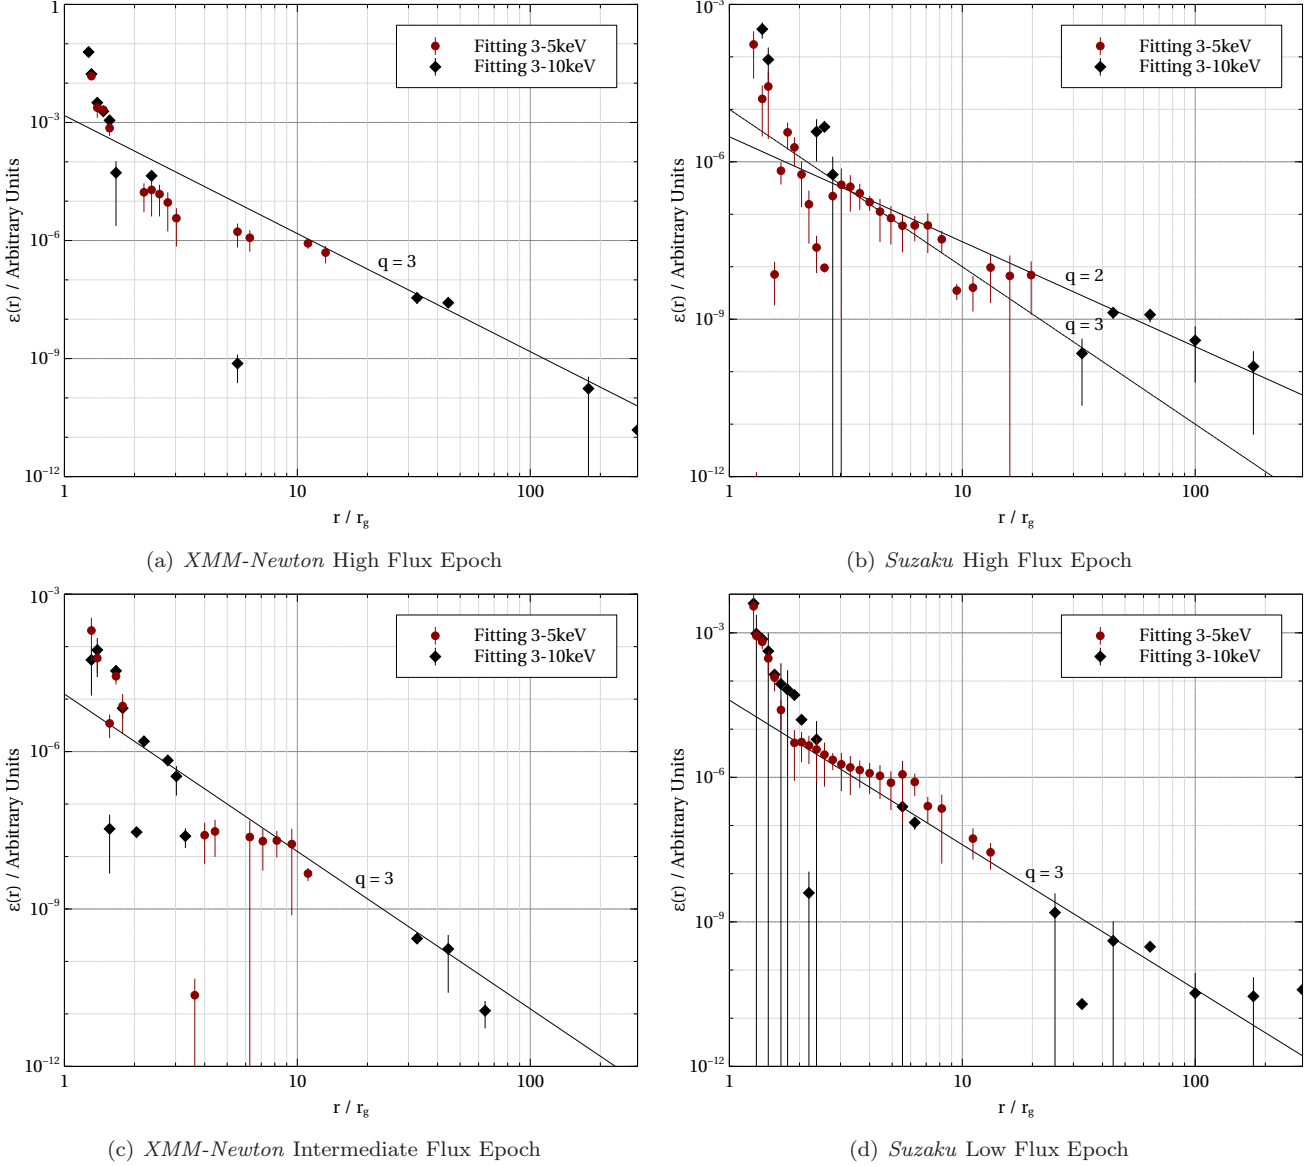 1
10⁻³
10⁻⁶
10⁻⁹
10⁻¹²
ε(r) / Arbitrary Units
Fitting 3-5keV
Fitting 3-10keV
q = 3
1
10
100
r / r_g
(a) XMM-Newton High Flux Epoch
10⁻³
10⁻⁶
10⁻⁹
10⁻¹²
ε(r) / Arbitrary Units
Fitting 3-5keV
Fitting 3-10keV
q = 2
q = 3
1
10
100
r / r_g
(b) Suzaku High Flux Epoch
10⁻³
10⁻⁶
10⁻⁹
10⁻¹²
ε(r) / Arbitrary Units
Fitting 3-5keV
Fitting 3-10keV
q = 3
1
10
100
r / r_g
(c) XMM-Newton Intermediate Flux Epoch
10⁻³
10⁻⁶
10⁻⁹
10⁻¹²
ε(r) / Arbitrary Units
Fitting 3-5keV
Fitting 3-10keV
q = 3
1
10
100
r / r_g
(d) Suzaku Low Flux Epoch